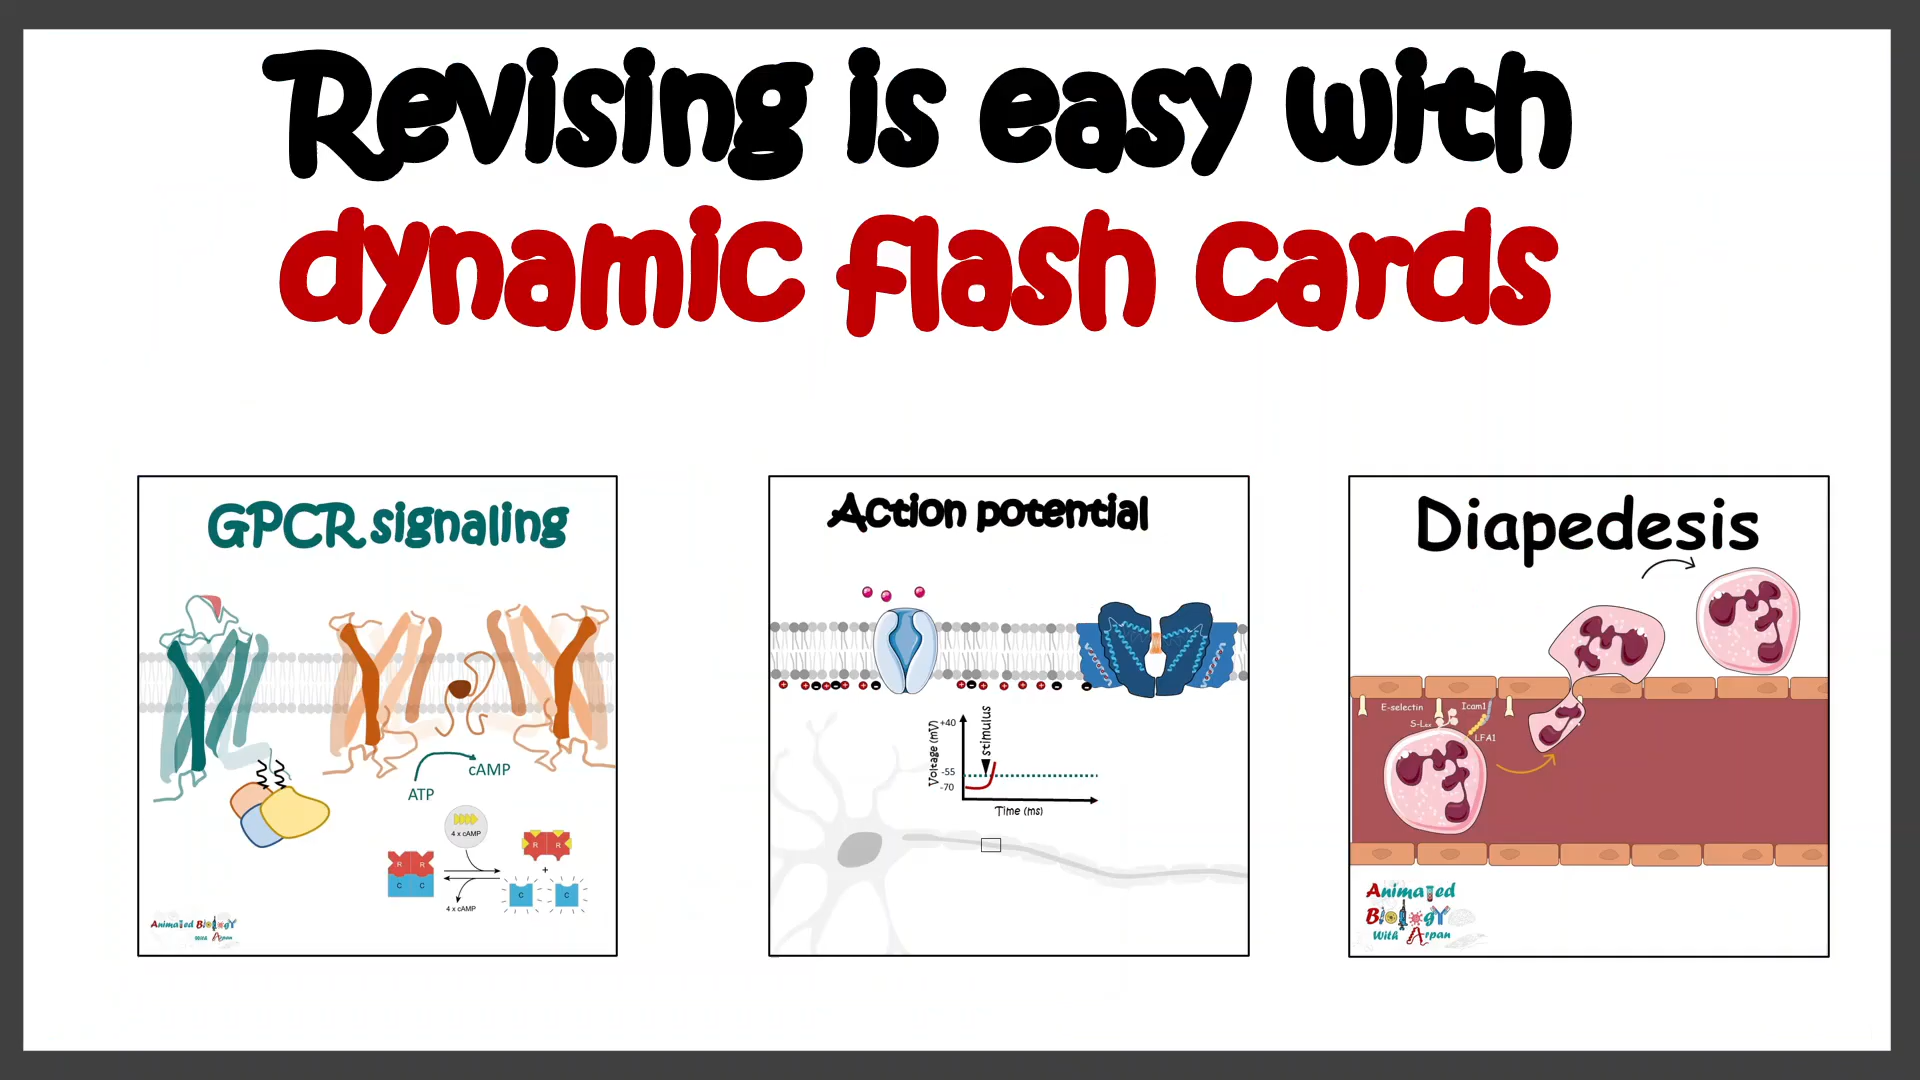 Revising is easy with
dynamic flash cards
GPCR signaling
cAMP
ATP
4 x cAMP
R R
C C
R R
+
C C
4 x cAMP
Animated Biology
With Arpan
Action potential
Voltage (mV)
+40
-55
-70
stimulus
Time (ms)
Diapedesis
E-selectin
S-Lex
Icam1
LFA1
Animated
Biology
With Arpan